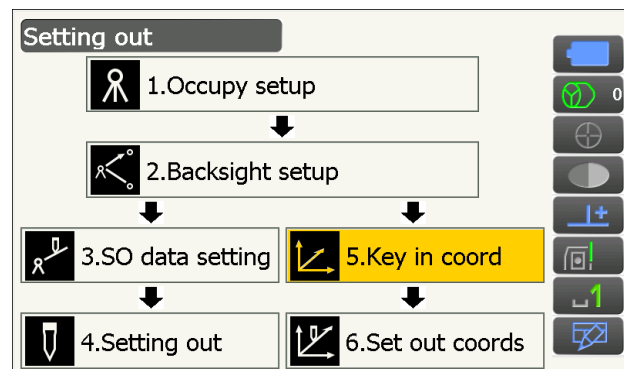 Setting out
1.Occupy setup
0
2.Backsight setup
3.SO data setting
5.Key in coord
1
4.Setting out
6.Set out coords